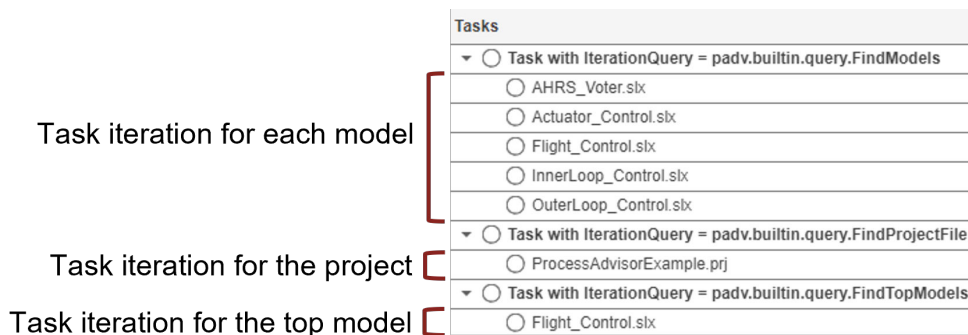 Tasks
Task with IterationQuery = padv.builtin.query.FindModels
AHRS_Voter.slx
Actuator_Control.slx
Task iteration for each model
Flight_Control.slx
InnerLoop_Control.slx
OuterLoop_Control.slx
Task with IterationQuery = padv.builtin.query.FindProjectFile
Task iteration for the project
ProcessAdvisorExample.prj
Task with IterationQuery = padv.builtin.query.FindTopModels
Task iteration for the top model
Flight_Control.slx